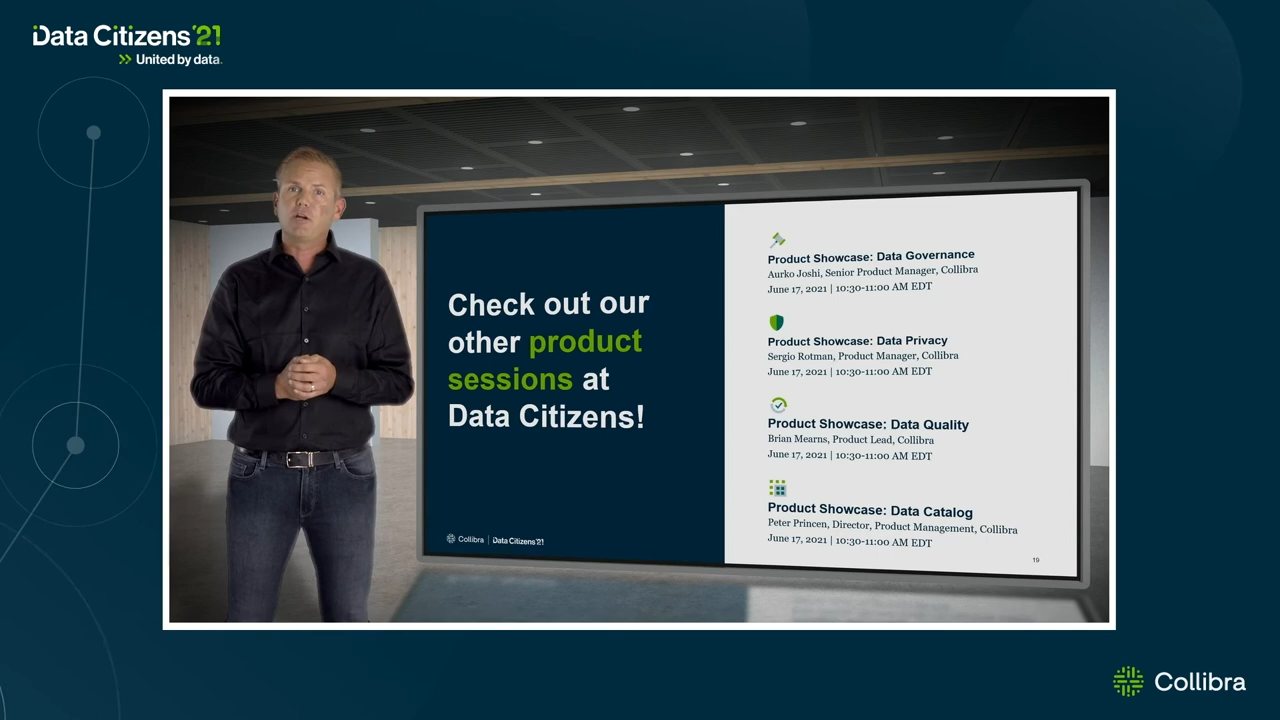 Data Citizens '21
United by data.
Check out our
other product
sessions at
Data Citizens!
Collibra | Data Citizens '21
Product Showcase: Data Governance
Aurko Joshi, Senior Product Manager, Collibra
June 17, 2021 | 10:30-11:00 AM EDT
Product Showcase: Data Privacy
Sergio Rotman, Product Manager, Collibra
June 17, 2021 | 10:30-11:00 AM EDT
Product Showcase: Data Quality
Brian Mearns, Product Lead, Collibra
June 17, 2021 | 10:30-11:00 AM EDT
Product Showcase: Data Catalog
Peter Princen, Director, Product Management, Collibra
June 17, 2021 | 10:30-11:00 AM EDT
19
Collibra